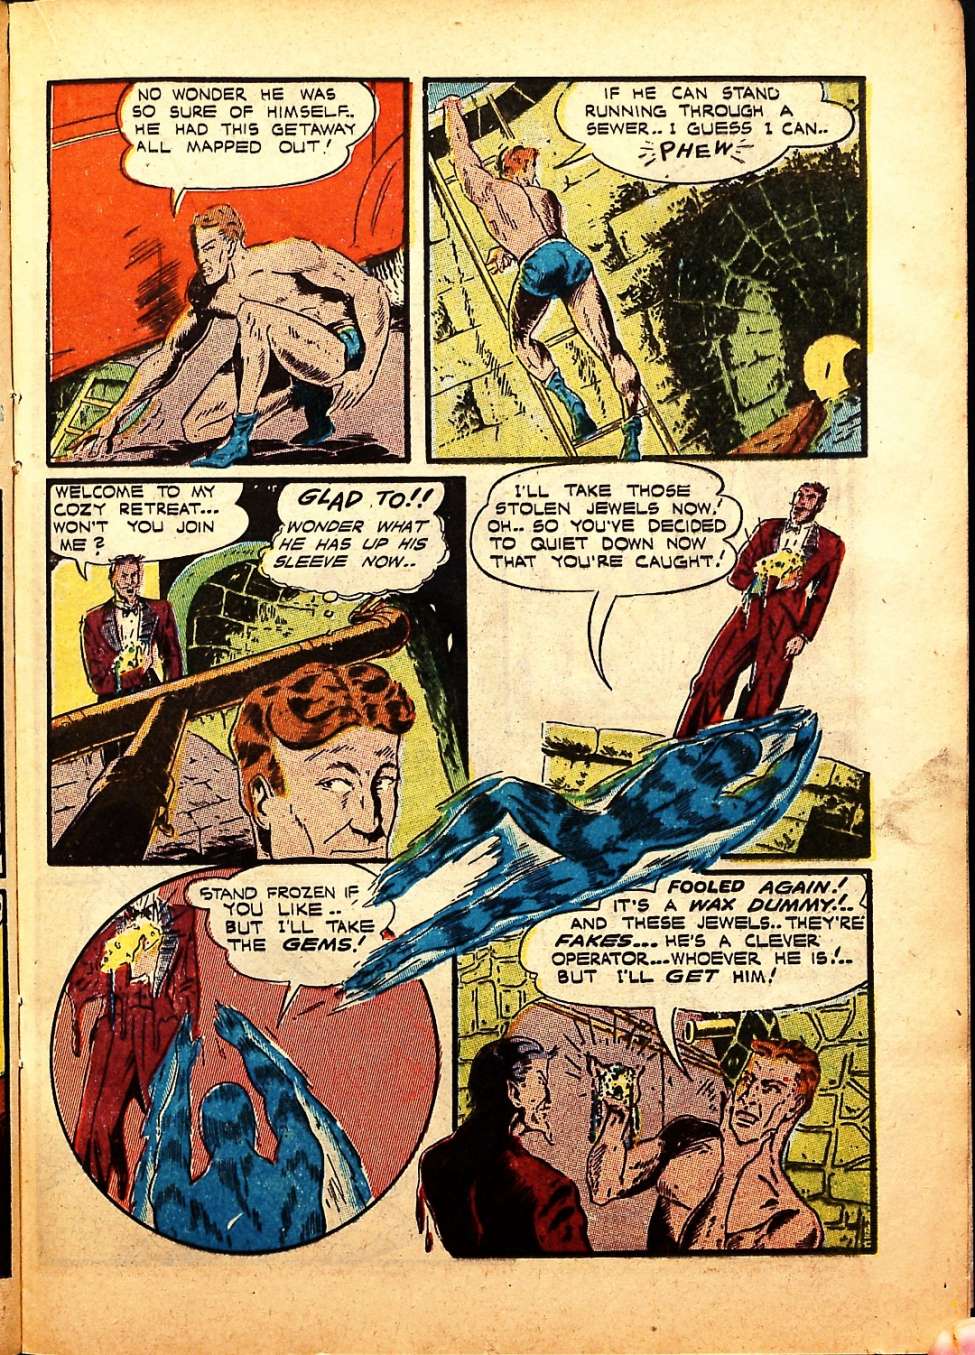 NO WONDER HE WAS
SO SURE OF HIMSELF..
HE HAD THIS GETAWAY
ALL MAPPED OUT!
IF HE CAN STAND
RUNNING THROUGH A
SEWER.. I GUESS I CAN..
PHEW
WELCOME TO MY
COZY RETREAT...
WON'T YOU JOIN
ME?
GLAD TO!!
WONDER WHAT
HE HAS UP HIS
SLEEVE NOW..
I'LL TAKE THOSE
STOLEN JEWELS NOW!
OH.. SO YOU'VE DECIDED
TO QUIET DOWN NOW
THAT YOU'RE CAUGHT!
STAND FROZEN IF
YOU LIKE..
BUT I'LL TAKE
THE GEMS!
FOOLED AGAIN!
IT'S A WAX DUMMY!..
AND THESE JEWELS.. THEY'RE
FAKES... HE'S A CLEVER
OPERATOR...WHOEVER HE IS!..
BUT I'LL GET HIM!